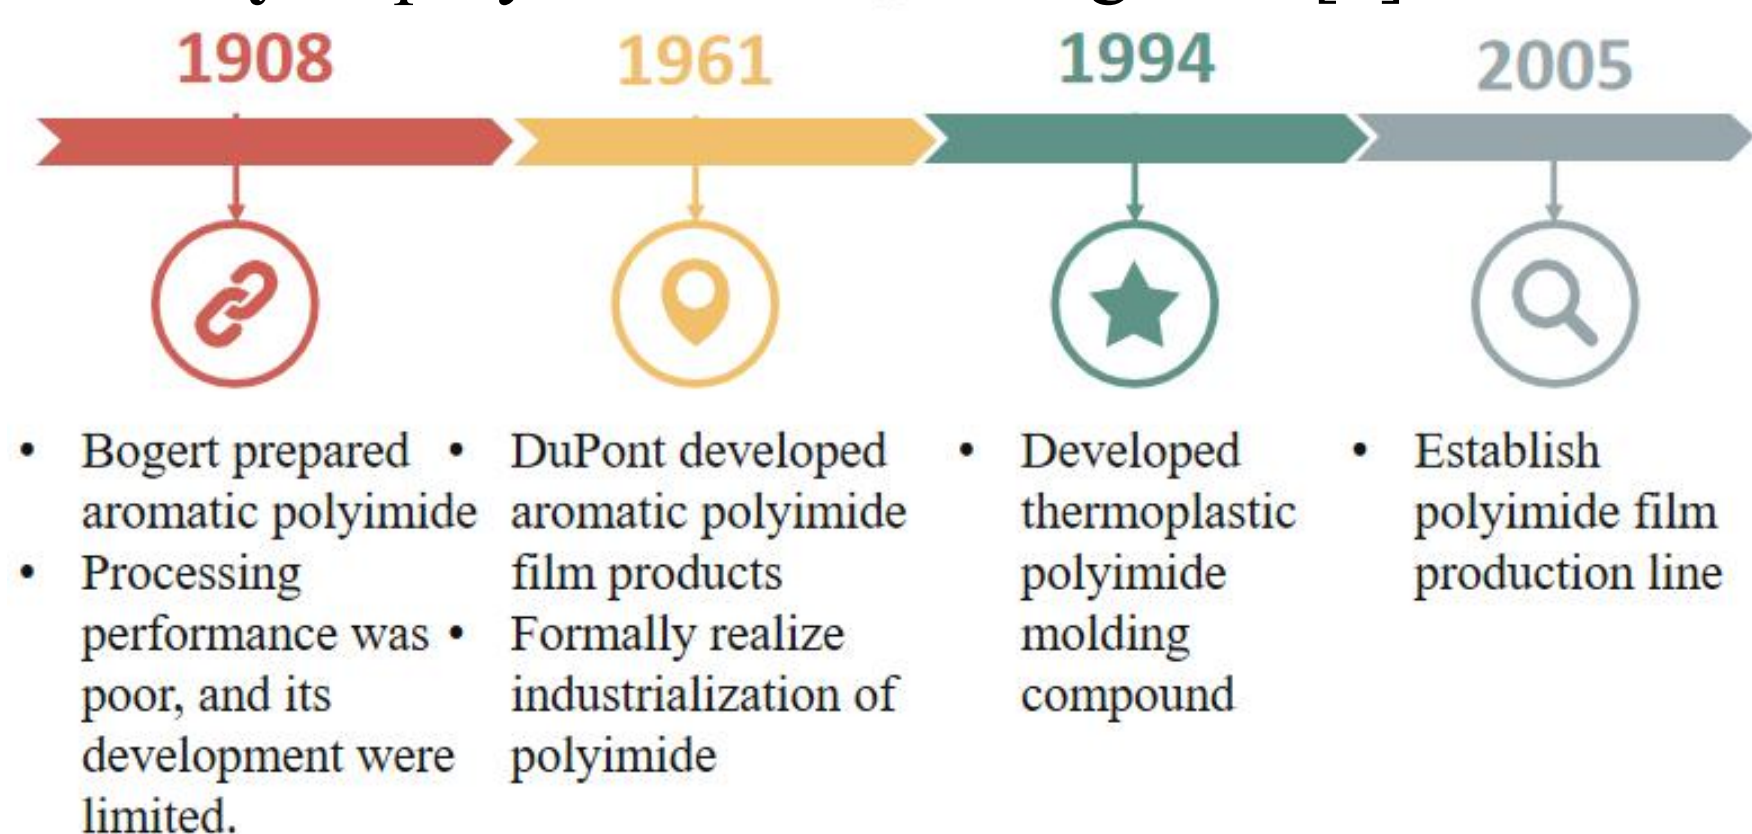 1908
1961
1994
2005
• Bogert prepared
aromatic polyimide
• Processing
performance was
poor, and its
development were
limited.
• DuPont developed
aromatic polyimide
film products
• Formally realize
industrialization of
polyimide
• Developed
thermoplastic
polyimide
molding
compound
• Establish
polyimide film
production line